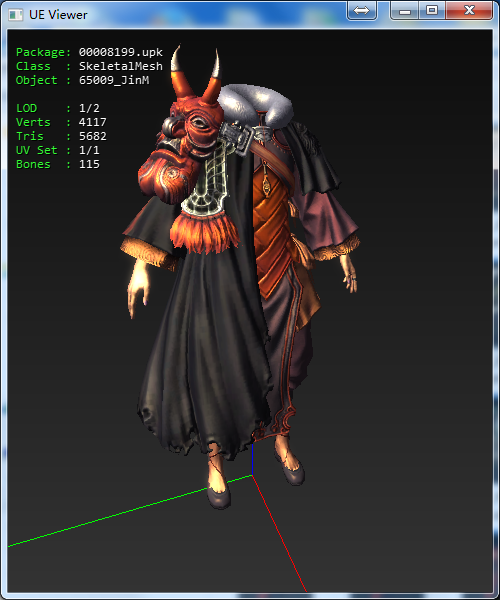 UE Viewer
Package: 00008199.upk
Class  : SkeletalMesh
Object : 65009_JinM
LOD    : 1/2
Verts  : 4117
Tris   : 5682
UV Set : 1/1
Bones  : 115